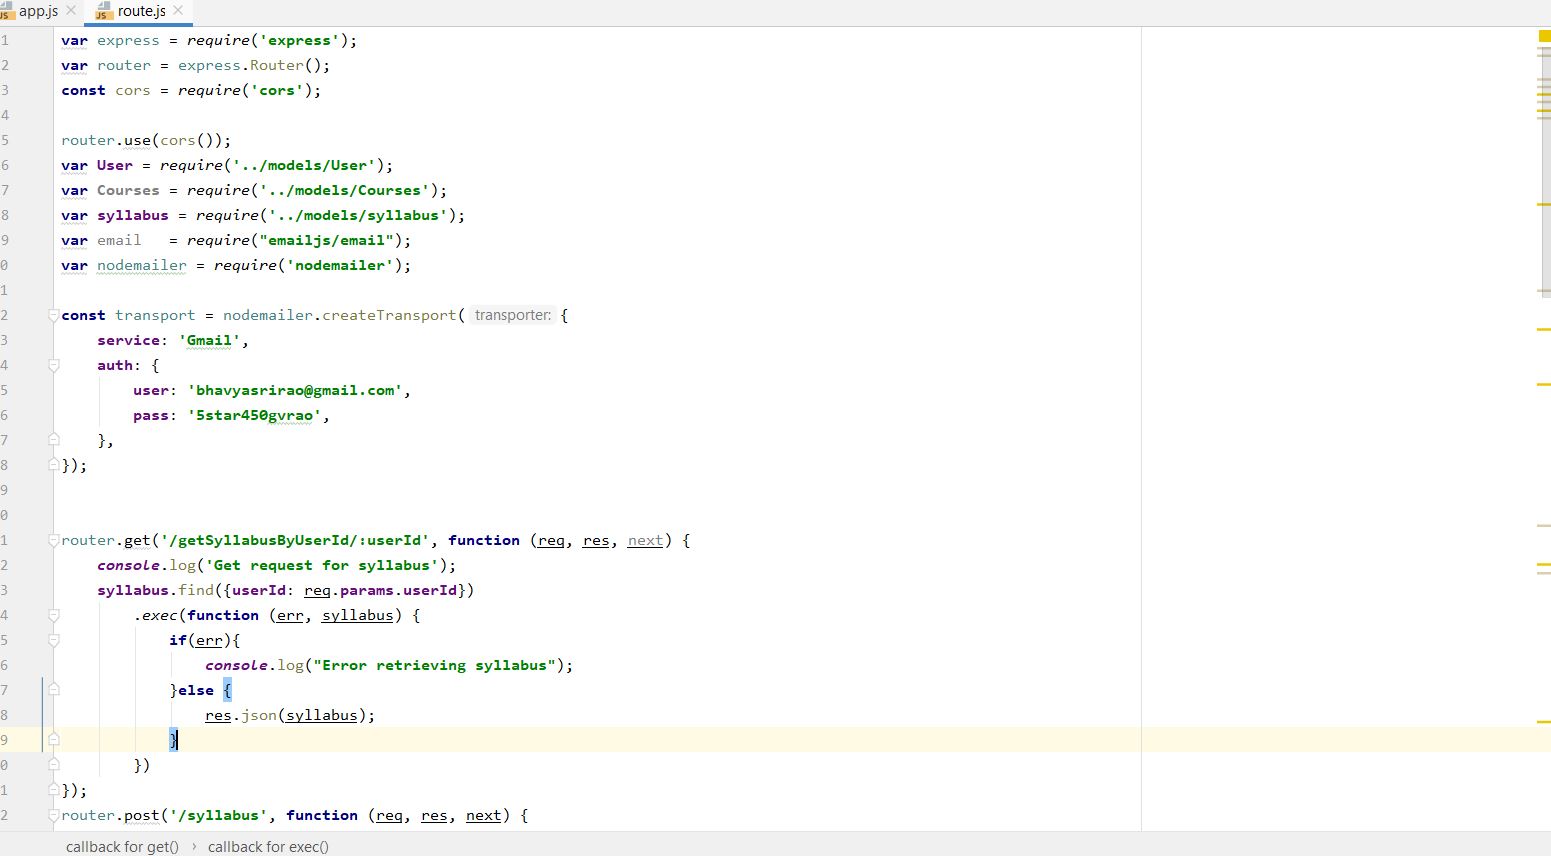 JS app.js × JS route.js ×
1 var express = require('express');
2 var router = express.Router();
3 const cors = require('cors');
4
5 router.use(cors());
6 var User = require('../models/User');
7 var Courses = require('../models/Courses');
8 var syllabus = require('../models/syllabus');
9 var email   = require("emailjs/email");
0 var nodemailer = require('nodemailer');
1
2 const transport = nodemailer.createTransport( transporter: {
3     service: 'Gmail',
4     auth: {
5         user: 'bhavyasrirao@gmail.com',
6         pass: '5star450gvrao',
7     },
8 });
9
0
1 router.get('/getSyllabusByUserId/:userId', function (req, res, next) {
2     console.log('Get request for syllabus');
3     syllabus.find({userId: req.params.userId})
4         .exec(function (err, syllabus) {
5             if(err){
6                 console.log("Error retrieving syllabus");
7             }else {
8                 res.json(syllabus);
9             }
0         })
1 });
2 router.post('/syllabus', function (req, res, next) {
callback for get() › callback for exec()